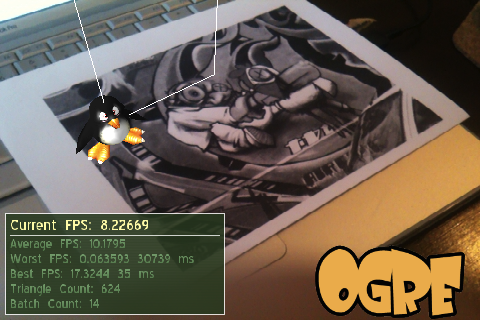 Current FPS: 8.22669
Average FPS: 10.1795
Worst FPS: 0.063593 30739 ms
Best FPS: 17.3244 35 ms
Triangle Count: 624
Batch Count: 14
OGRE